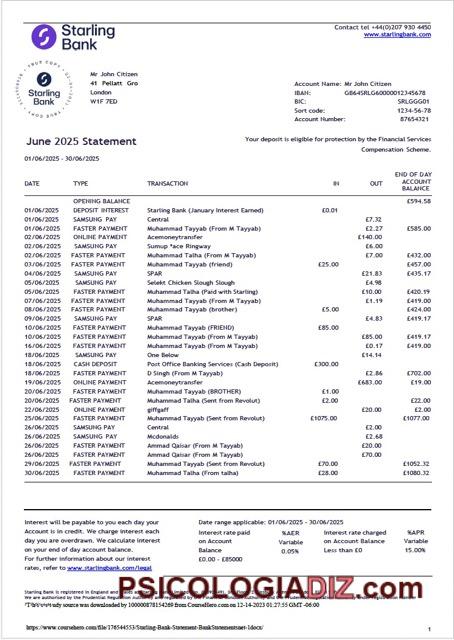 Starling
Bank
Contact tel +44(0)207 930 4450
www.starlingbank.com
TRUE COPY
Starling
Bank
Mr John Citizen
41 Pellatt Gro
London
W1F 7ED
Account Name: Mr John Citizen
IBAN: GB64SRLG60000012345678
BIC: SRLGGG01
Sort code: 1234-56-78
Account Number: 87654321
June 2025 Statement
Your deposit is eligible for protection by the Financial Services
Compensation Scheme.
01/06/2025 - 30/06/2025
DATE TYPE TRANSACTION IN OUT END OF DAY ACCOUNT BALANCE
OPENING BALANCE £594.58
01/06/2025 DEPOSIT INTEREST Starling Bank (January Interest Earned) £0.01
01/06/2025 SAMSUNG PAY Central £7.32
01/06/2025 FASTER PAYMENT Muhammad Tayyab (From M Tayyab) £2.27 £585.00
02/06/2025 ONLINE PAYMENT Acemoneytransfer £140.00
02/06/2025 SAMSUNG PAY Sumup *ace Ringway £6.00
02/06/2025 FASTER PAYMENT Muhammad Talha (From M Tayyab) £7.00 £432.00
03/06/2025 FASTER PAYMENT Muhammad Tayyab (friend) £25.00 £457.00
04/06/2025 SAMSUNG PAY SPAR £21.83 £435.17
05/06/2025 SAMSUNG PAY Selekt Chicken Slough Slough £4.98
05/06/2025 FASTER PAYMENT Muhammad Talha (Paid with Starling) £10.00 £420.19
07/06/2025 FASTER PAYMENT Muhammad Tayyab (From M Tayyab) £1.19 £419.00
08/06/2025 FASTER PAYMENT Muhammad Tayyab (brother) £5.00 £424.00
09/06/2025 SAMSUNG PAY SPAR £4.83 £419.17
10/06/2025 FASTER PAYMENT Muhammad Tayyab (FRIEND) £85.00
10/06/2025 FASTER PAYMENT Muhammad Tayyab (From M Tayyab) £85.00 £419.17
16/06/2025 FASTER PAYMENT Muhammad Tayyab (From M Tayyab) £0.17 £419.00
18/06/2025 SAMSUNG PAY One Below £14.14
18/06/2025 CASH DEPOSIT Post Office Banking Services (Cash Deposit) £300.00
18/06/2025 FASTER PAYMENT D Singh (From M Tayyab) £2.86 £702.00
19/06/2025 ONLINE PAYMENT Acemoneytransfer £683.00 £19.00
20/06/2025 FASTER PAYMENT Muhammad Tayyab (BROTHER) £1.00
20/06/2025 FASTER PAYMENT Muhammad Talha (Sent from Revolut) £2.00 £22.00
22/06/2025 ONLINE PAYMENT giffgaff £20.00 £2.00
25/06/2025 FASTER PAYMENT Muhammad Tayyab (Sent from Revolut) £1075.00 £1077.00
26/06/2025 SAMSUNG PAY Central £2.00
26/06/2025 SAMSUNG PAY Mcdonalds £2.68
26/06/2025 FASTER PAYMENT Ammad Qaisar (From M Tayyab) £20.00
26/06/2025 FASTER PAYMENT Ammad Qaisar (From M Tayyab) £70.00
29/06/2025 FASTER PAYMENT Muhammad Tayyab (Sent from Revolut) £70.00 £1052.32
30/06/2025 FASTER PAYMENT Muhammad Talha (From talha) £28.00 £1080.32
Interest will be payable to you each day your
Account is in credit. We charge interest each
day you are overdrawn. We calculate interest
on your end of day account balance.
For further information about our interest
rates, refer to www.starlingbank.com/legal
Date range applicable: 01/06/2025 - 30/06/2025
Interest rate paid on Account Balance £0.00 - £85000
%AER Variable 0.05%
Interest rate charged on Account Balance Less than £0
%APR Variable 15.00%
PSICOLOGIADIZ.com
Starling Bank is registered in England and
We are authorised by the Prudential Regulation
study source was downloaded by 100000878154269 from CourseHero.com on 12-14-2023 01:27:55 GMT -06:00
https://www.coursehero.com/file/176544553/Starling-Bank-Statement-BankStatementsnet-1docx/
1